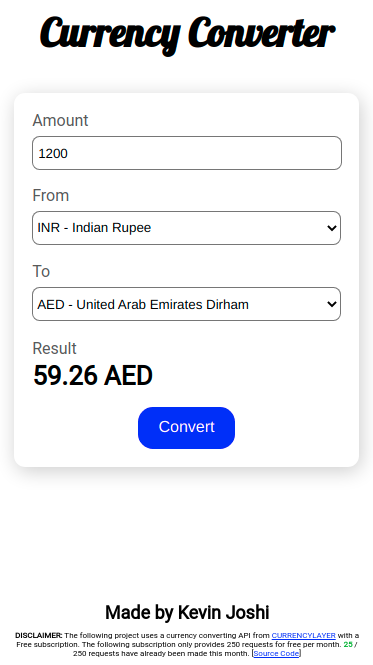 Currency Converter
Amount
1200
From
INR - Indian Rupee
To
AED - United Arab Emirates Dirham
Result
59.26 AED
Convert
Made by Kevin Joshi
DISCLAIMER: The following project uses a currency converting API from CURRENCYLAYER with a
Free subscription. The following subscription only provides 250 requests for free per month. 25 /
250 requests have already been made this month. [Source Code]